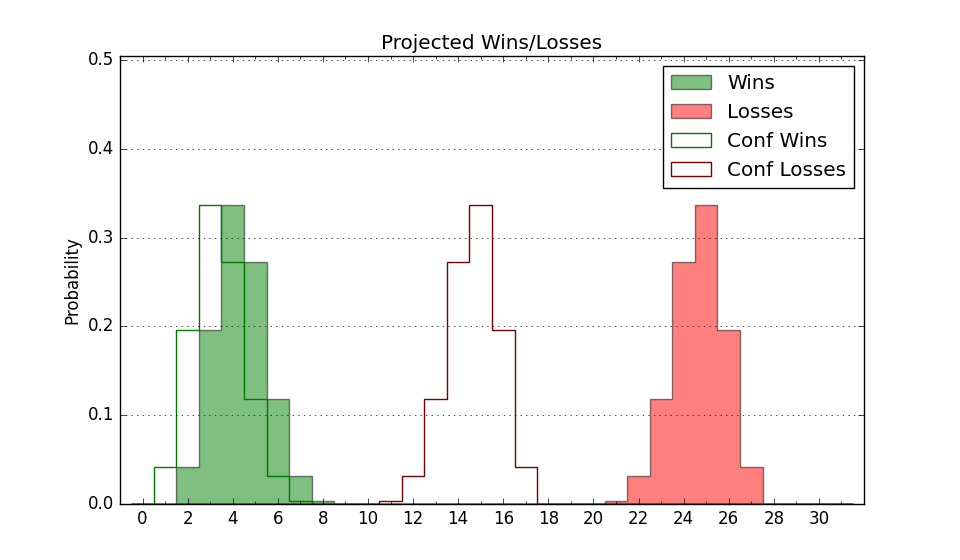 Projected Wins/Losses
0.5
0.4
0.3
0.2
0.1
0.0
Probability
Wins
Losses
Conf Wins
Conf Losses
0 2 4 6 8 10 12 14 16 18 20 22 24 26 28 30